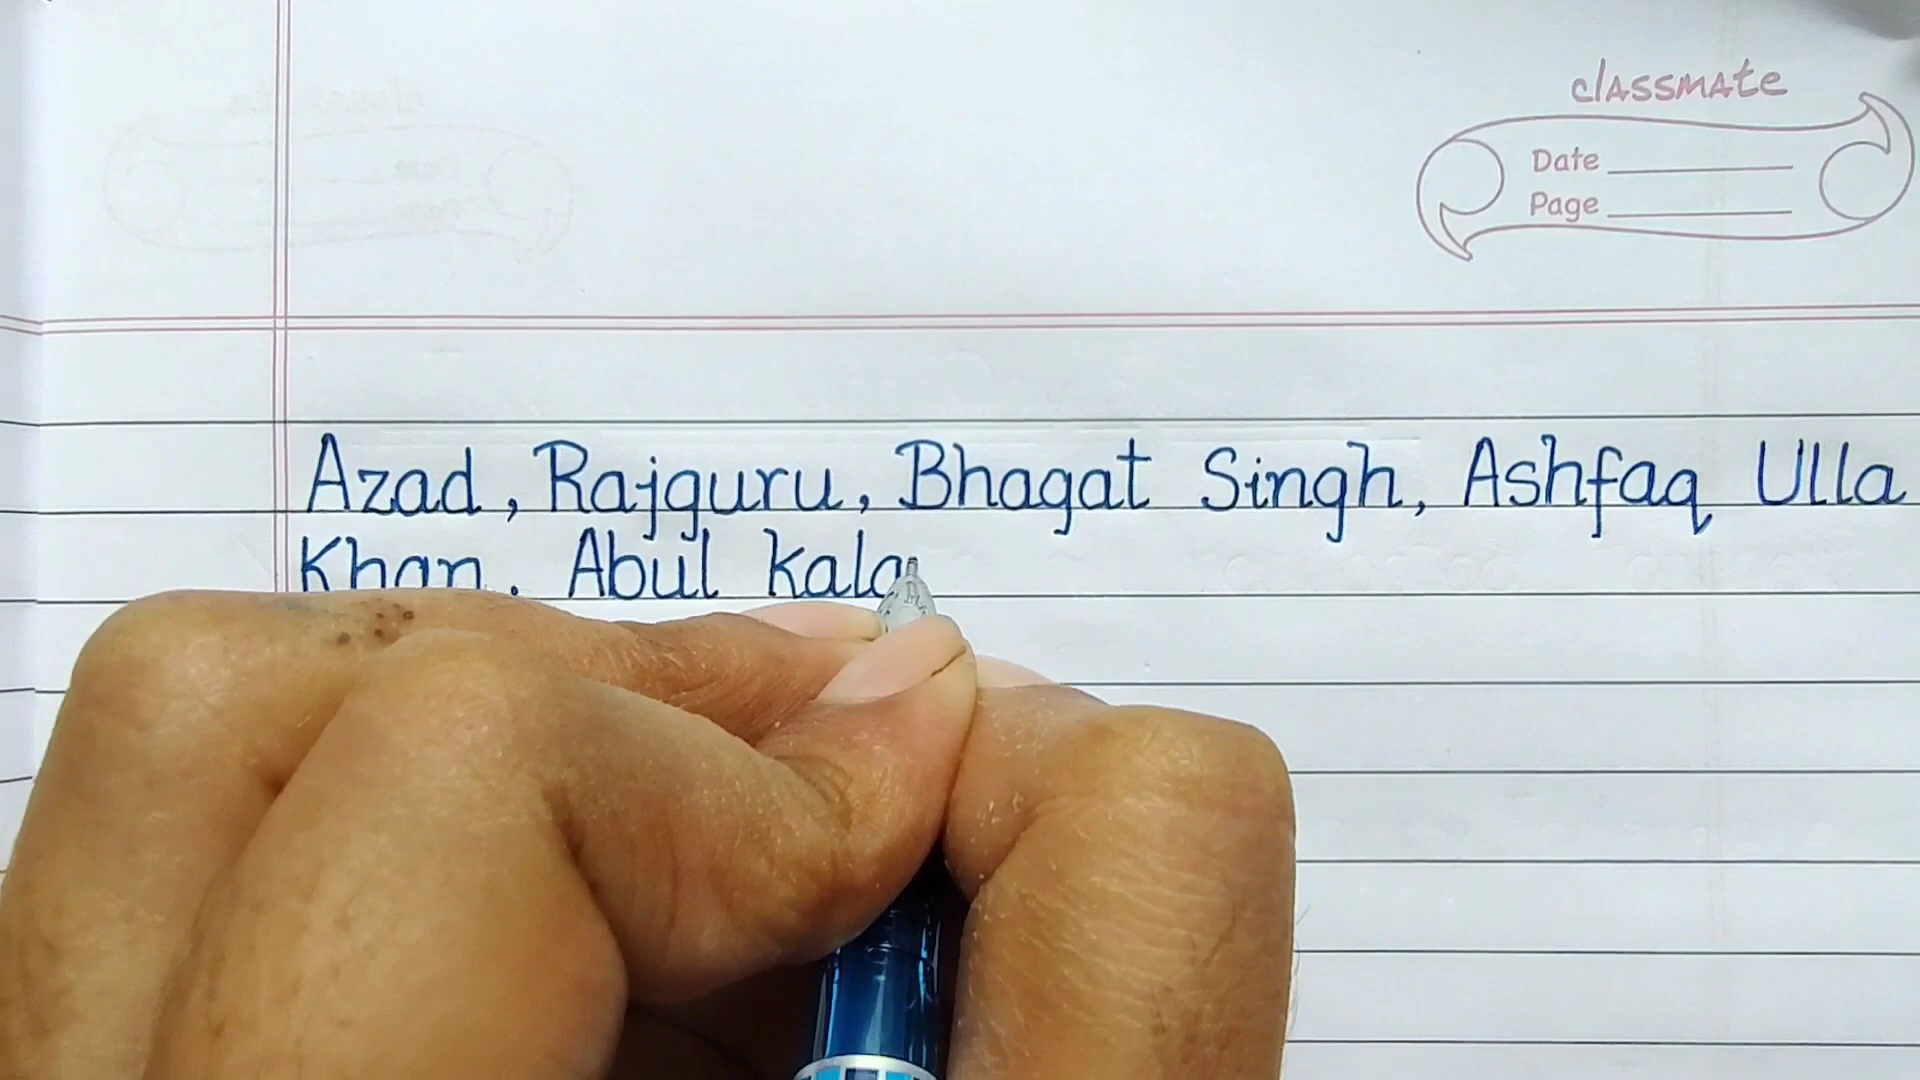 classmate
Date
Page
Azad, Rajguru, Bhagat Singh, Ashfaq Ulla
Khan, Abul Kala